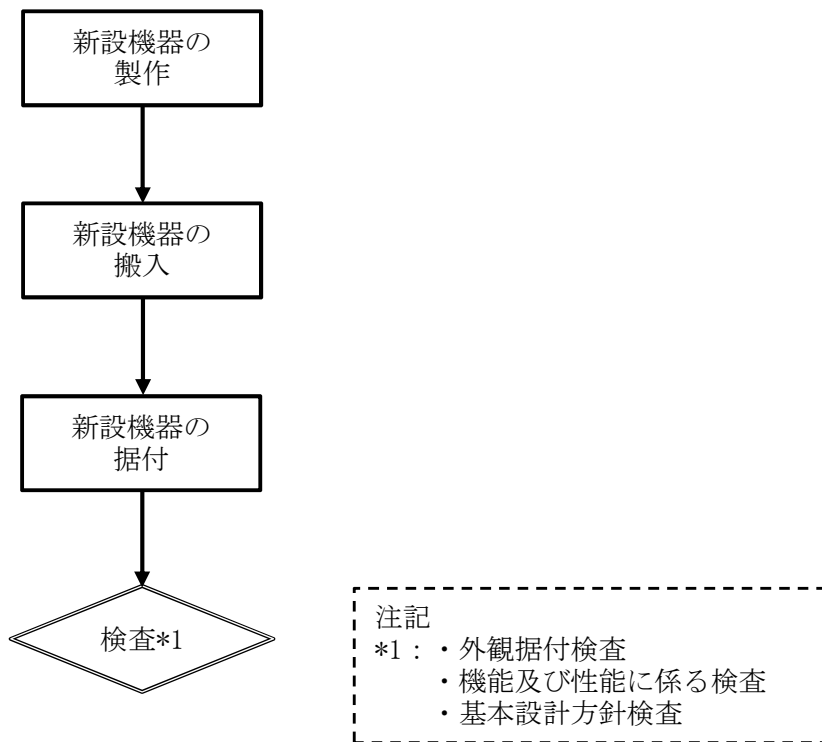 新設機器の
製作
新設機器の
搬入
新設機器の
据付
検査*1
注記
*1：・外観据付検査
・機能及び性能に係る検査
・基本設計方針検査